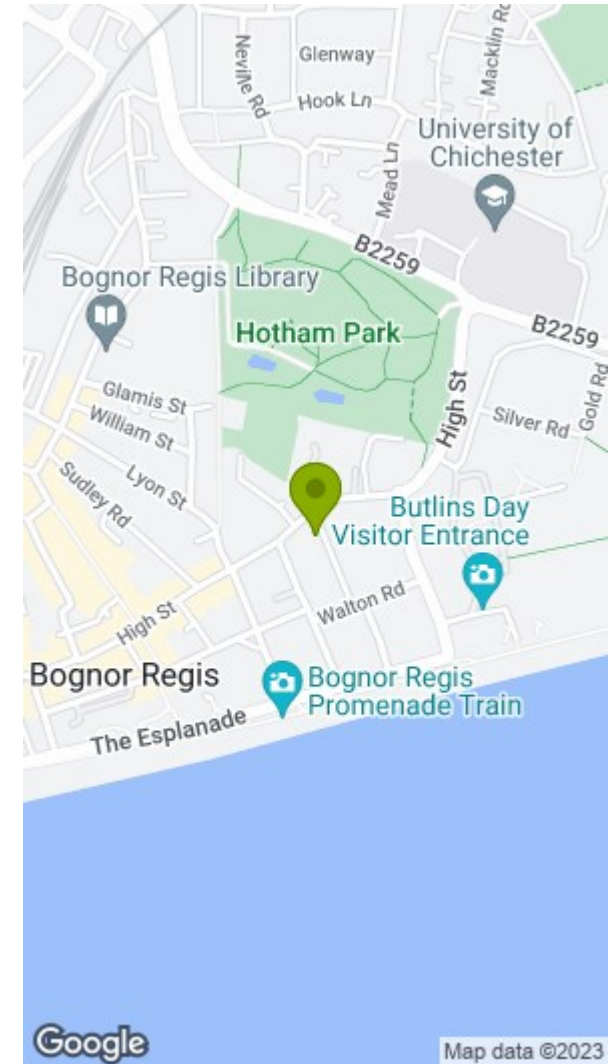 Neville Rd
Glenway
Macklin Rd
Hook Ln
University of
Chichester
Mead Ln
B2259
Bognor Regis Library
B2259
Hotham Park
Glamis St
High St
Gold Rd
William St
Silver Rd
Lyon St
Sudley Rd
Butlins Day
Visitor Entrance
High St
Walton Rd
Bognor Regis
Bognor Regis
Promenade Train
The Esplanade
Google
Map data ©2023